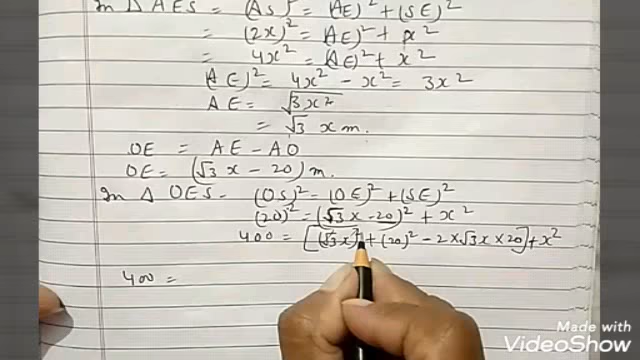 In Δ AES = (AS)² = (AE)² + (SE)²
= (2x)² = (AE)² + x²
= 4x² = (AE)² + x²
(AE)² = 4x² - x² = 3x²
AE = √3x²
= √3 x m.
OE = AE - AO
OE = (√3 x - 20) m.
In Δ OES - (OS)² = (OE)² + (SE)²
(20)² = (√3 x - 20)² + x²
400 = [(√3x)² + (20)² - 2 × √3x × 20] + x²
400 =
Made with
VideoShow